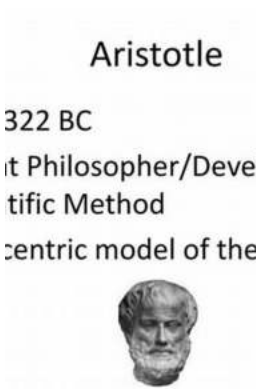 Aristotle
322 BC
t Philosopher/Deve
tific Method
centric model of the